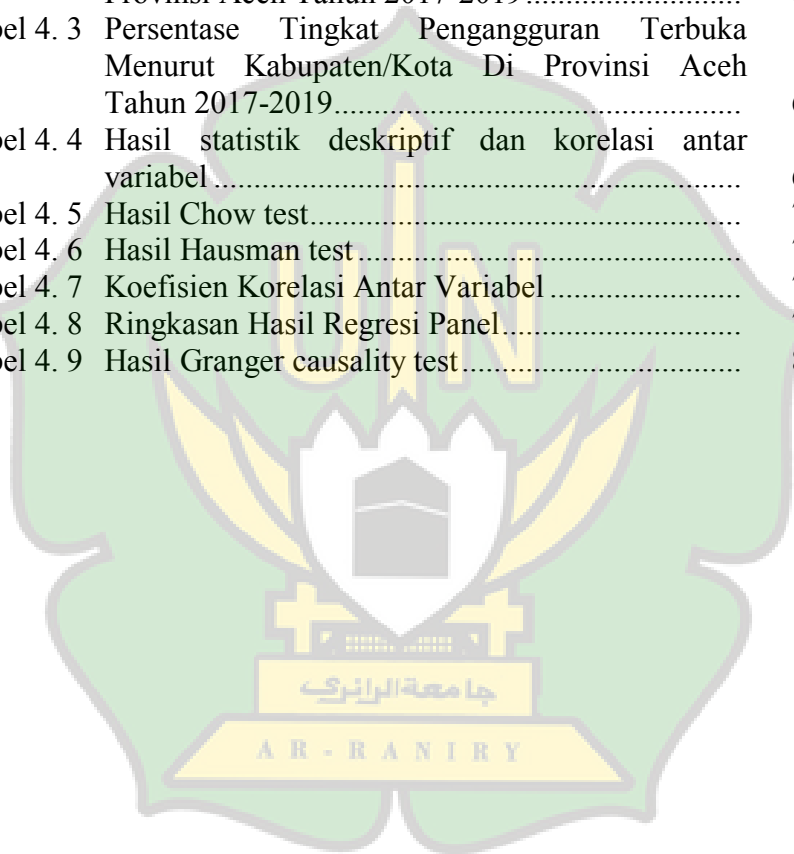 Provinsi Aceh Tahun 2017-2019..............................
bel 4. 3 Persentase Tingkat Pengangguran Terbuka
Menurut Kabupaten/Kota Di Provinsi Aceh
Tahun 2017-2019....................................................
bel 4. 4 Hasil statistik deskriptif dan korelasi antar
variabel...................................................................
bel 4. 5 Hasil Chow test.......................................................
bel 4. 6 Hasil Hausman test.................................................
bel 4. 7 Koefisien Korelasi Antar Variabel........................
bel 4. 8 Ringkasan Hasil Regresi Panel..............................
bel 4. 9 Hasil Granger causality test...................................
UIN
جامعة الرانري
AR-RANIRY